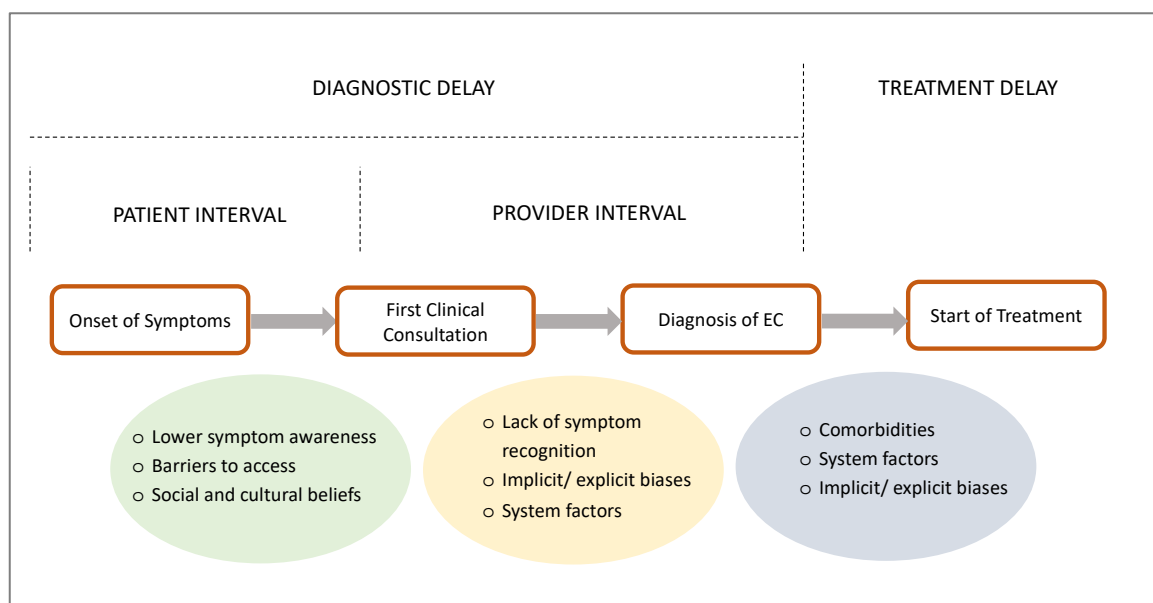 DIAGNOSTIC DELAY
TREATMENT DELAY
PATIENT INTERVAL
PROVIDER INTERVAL
Onset of Symptoms
First Clinical
Consultation
Diagnosis of EC
Start of Treatment
o Lower symptom awareness
o Barriers to access
o Social and cultural beliefs
o Lack of symptom
recognition
o Implicit/ explicit biases
o System factors
o Comorbidities
o System factors
o Implicit/ explicit biases